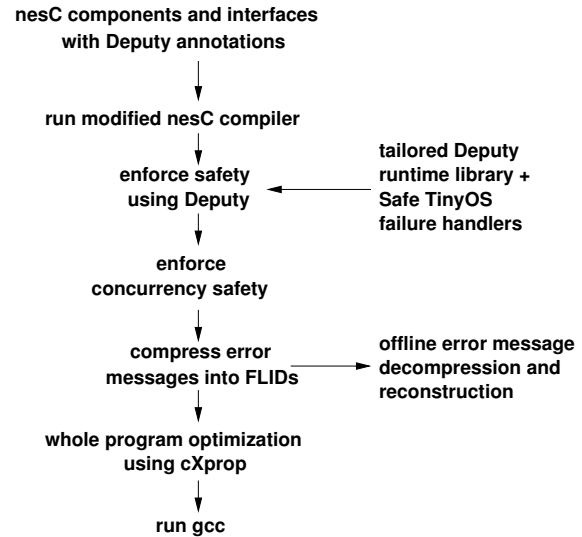 nesC components and interfaces
with Deputy annotations
run modified nesC compiler
enforce safety
using Deputy
tailored Deputy
runtime library +
Safe TinyOS
failure handlers
enforce
concurrency safety
compress error
messages into FLIDs
offline error message
decompression and
reconstruction
whole program optimization
using cXprop
run gcc